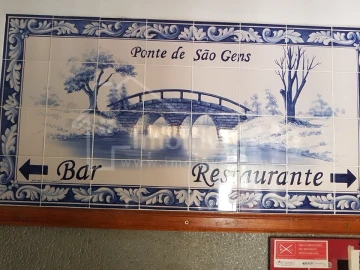 Ponte de São Gens
Bar Restaurante